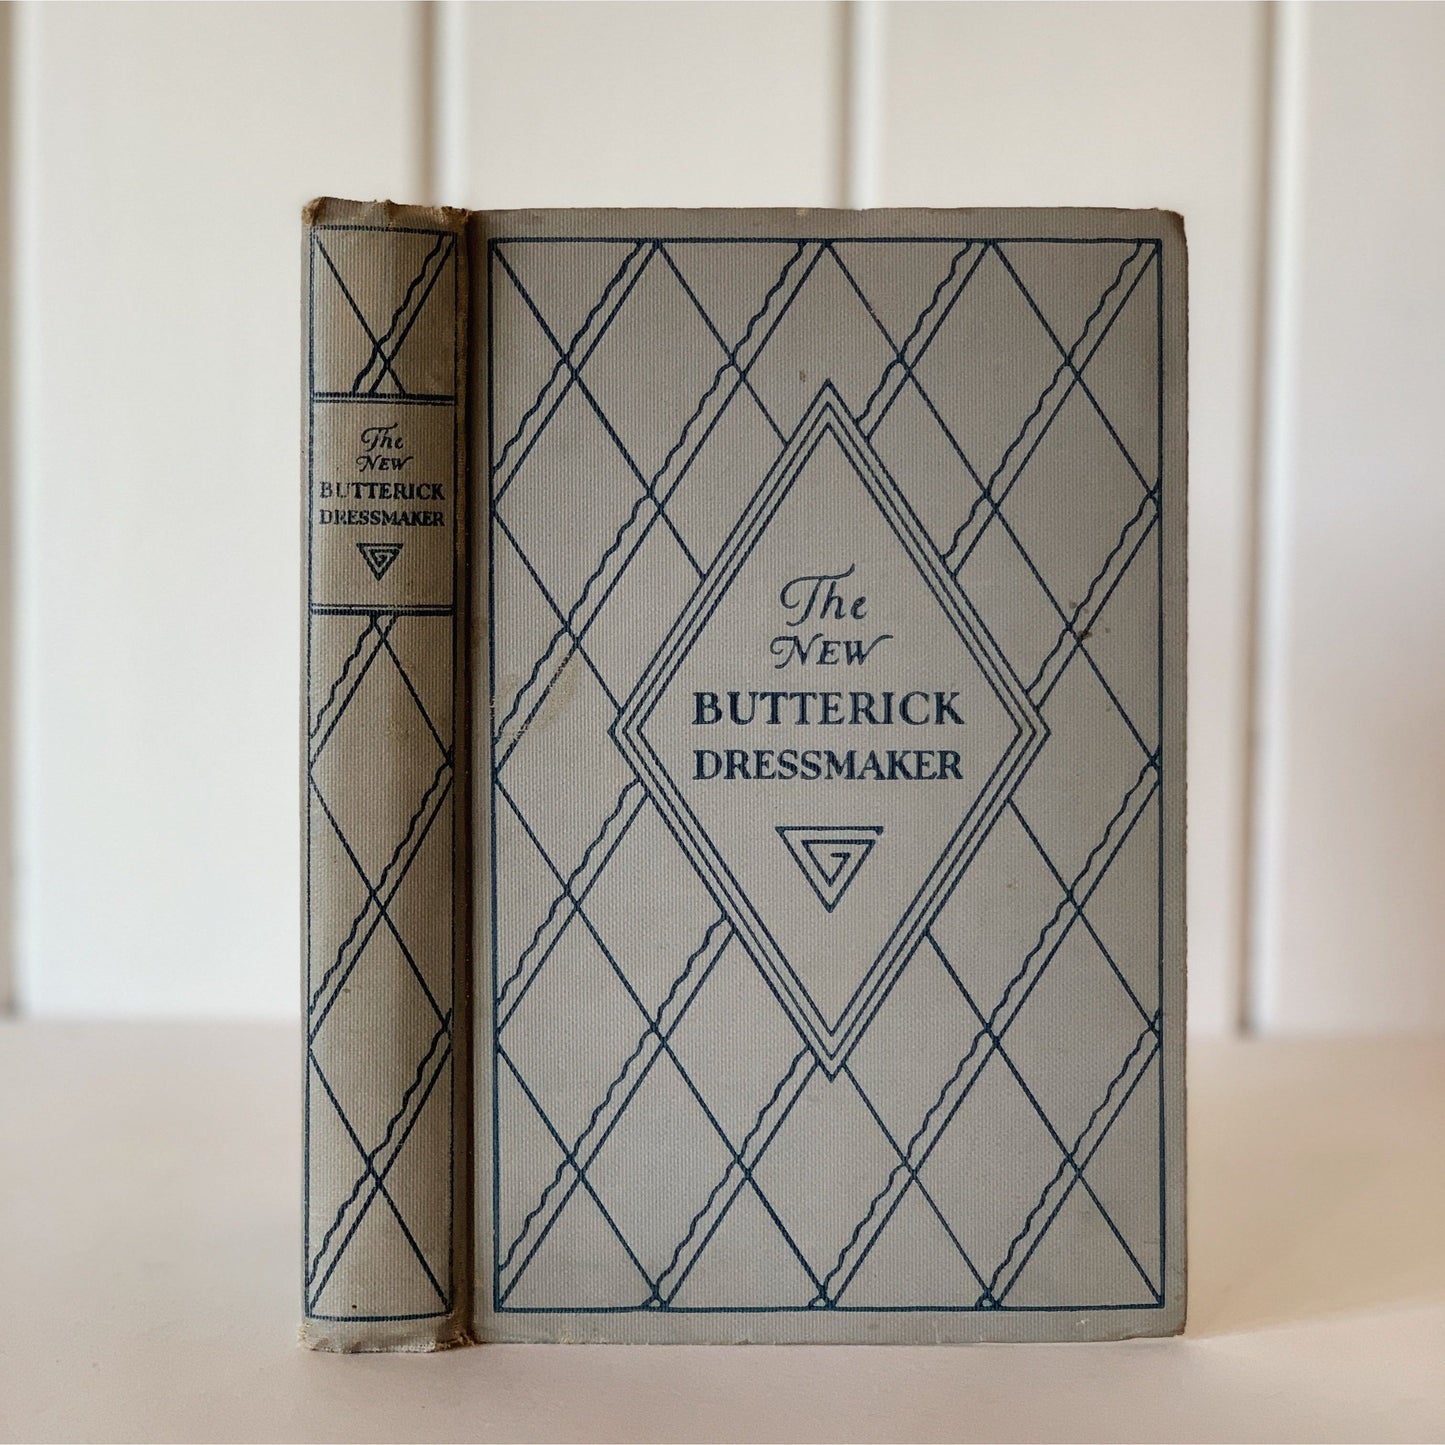 The
NEW
BUTTERICK
DRESSMAKER
The
NEW
BUTTERICK
DRESSMAKER